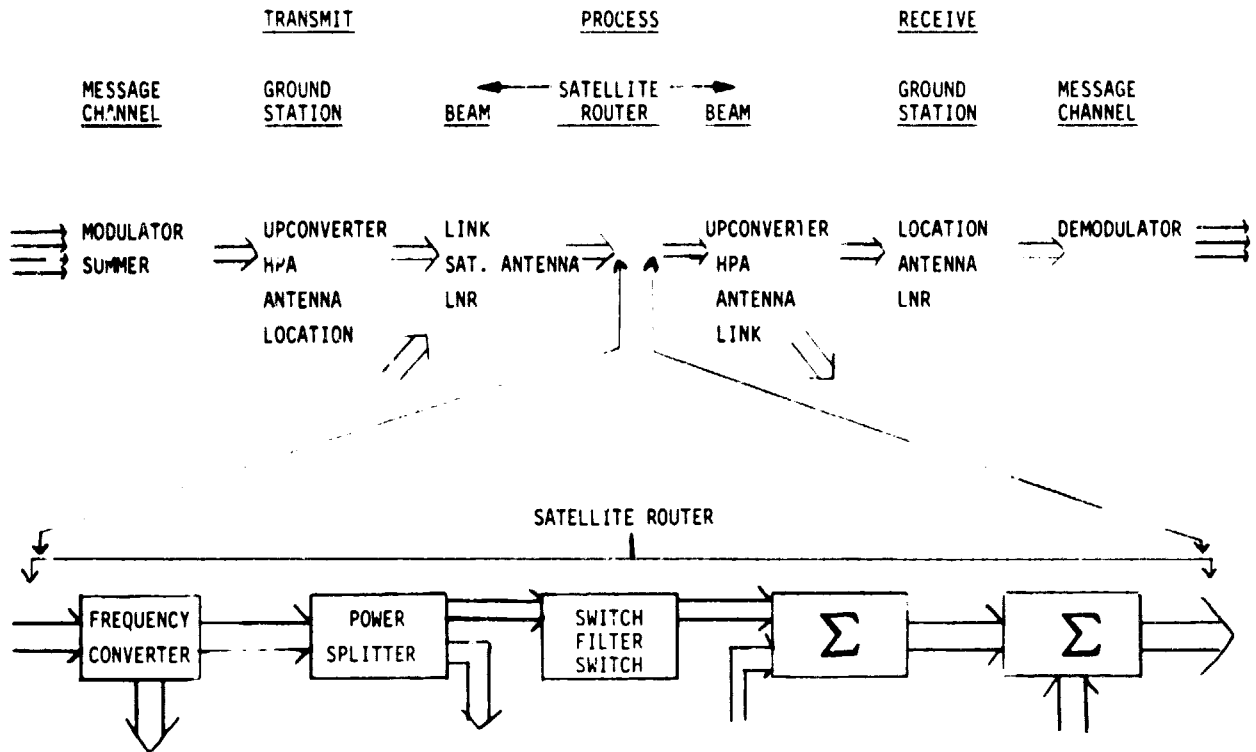 TRANSMIT PROCESS RECEIVE
MESSAGE CHANNEL
GROUND STATION
BEAM
SATELLITE ROUTER
BEAM
GROUND STATION
MESSAGE CHANNEL
MODULATOR
SUMMER
UPCONVERTER
HPA
ANTENNA
LOCATION
LINK
SAT. ANTENNA
LNR
UPCONVERTER
HPA
ANTENNA
LINK
LOCATION
ANTENNA
LNR
DEMODULATOR
SATELLITE ROUTER
FREQUENCY
CONVERTER
POWER
SPLITTER
SWITCH
FILTER
SWITCH
Σ
Σ